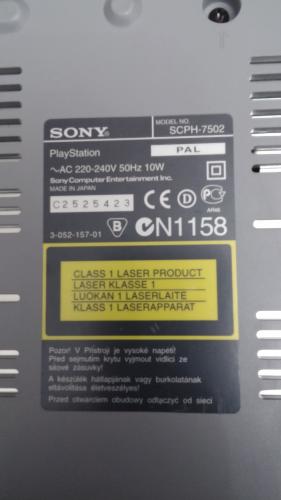 SONY
MODEL NO.
SCPH-7502
PlayStation
PAL
~AC 220-240V 50Hz 10W
Sony Computer Entertainment Inc.
MADE IN JAPAN
C2525423
CE
D
PC
AЯ46
3-052-157-01
B
N1158
CLASS 1 LASER PRODUCT
LASER KLASSE 1
LUOKAN 1 LASERLAITE
KLASS 1 LASERAPPARAT
Pozor! V Přístroji je vysoké napětí!
Před sejmutím krytu vyjmout vidlici ze
síťové zásuvky!
A készülék hátlapjának vagy burkolatának
eltávolítása életveszélyes!
Przed otwarciem obudowy odłączyć od sieci